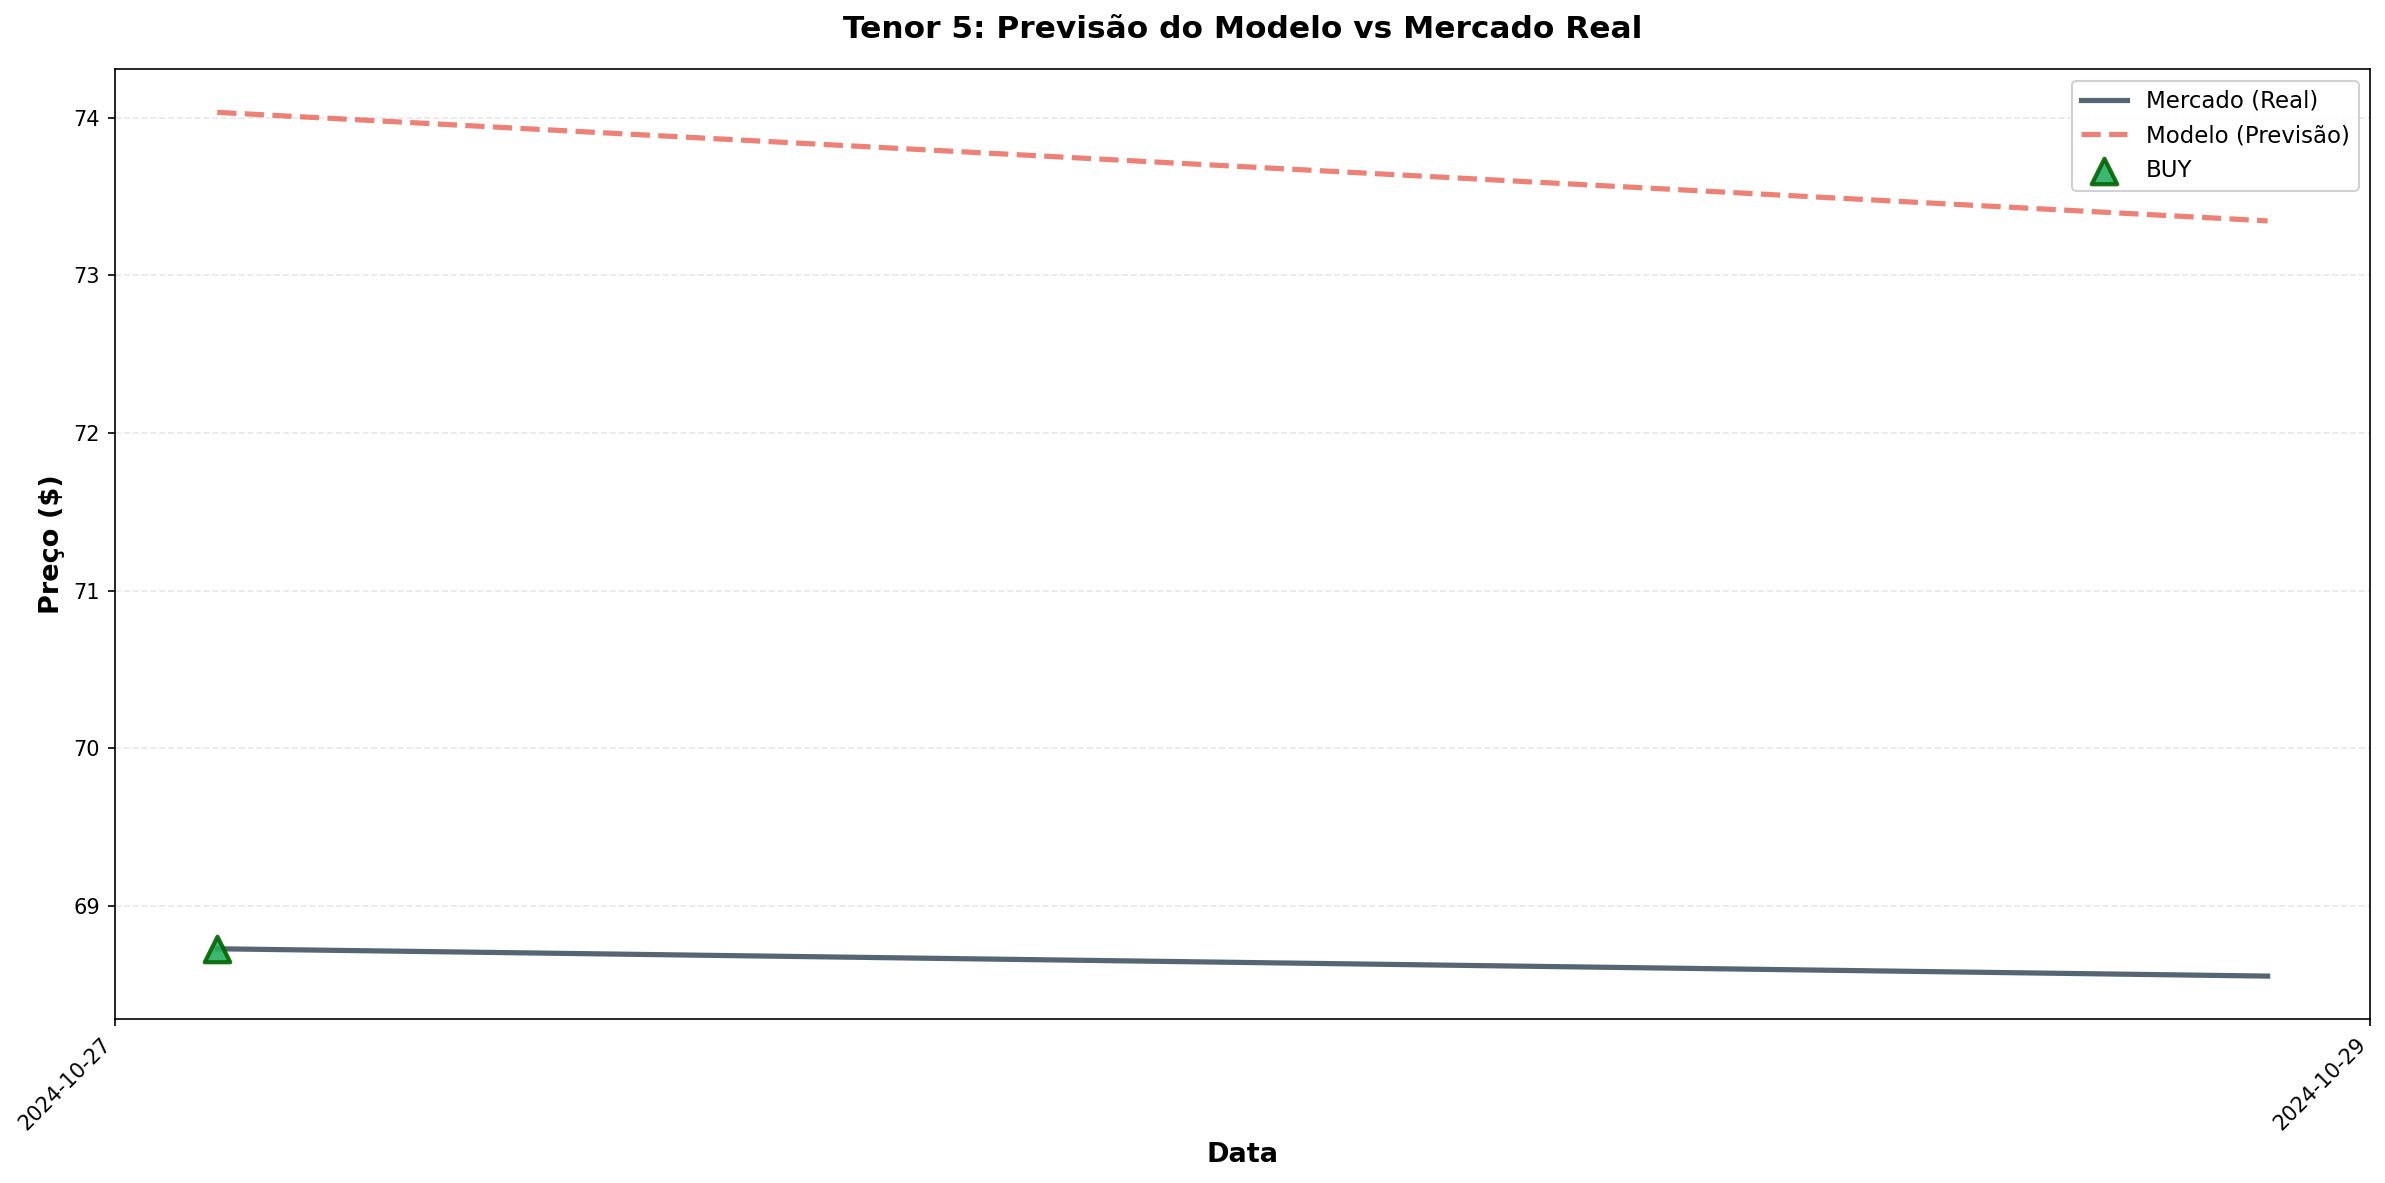 Tenor 5: Previsão do Modelo vs Mercado Real
Mercado (Real)
Modelo (Previsão)
BUY
Preço ($)
74
73
72
71
70
69
2024-10-27
2024-10-29
Data